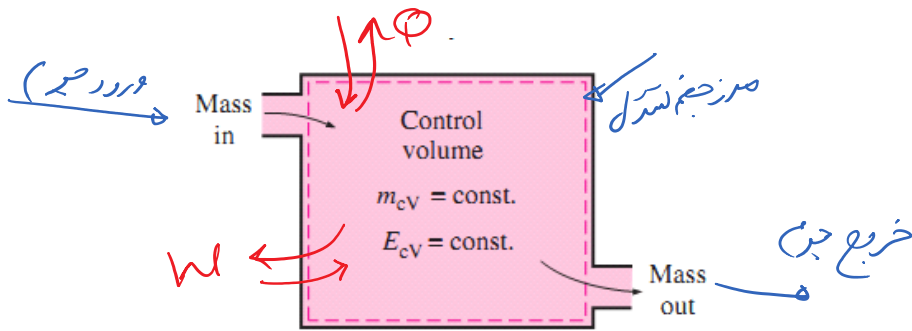 Q
ورود جرم
Mass
in
مرز حجم کنترل
Control
volume
m_cV = const.
E_cV = const.
W
خروج جرم
Mass
out